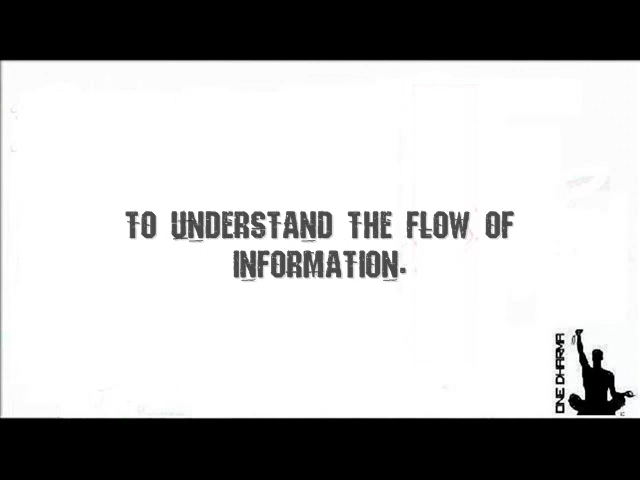 TO UNDERSTAND THE FLOW OF
INFORMATION.
ONE DHARMA